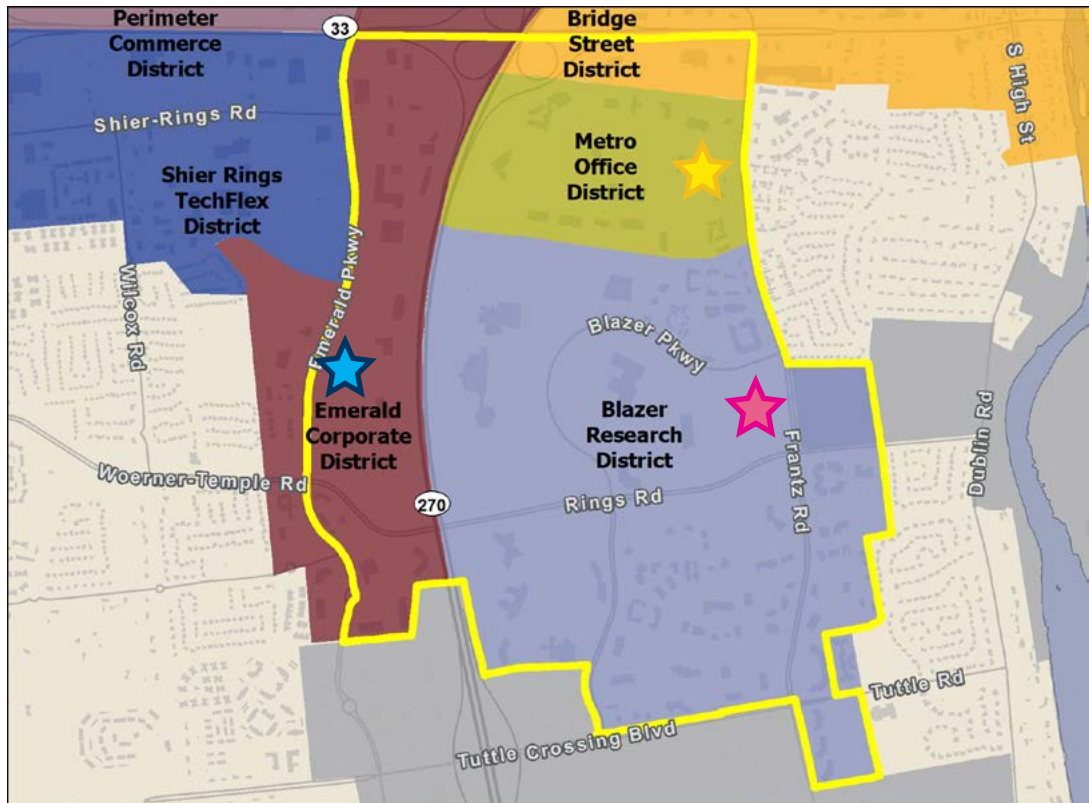 Perimeter
Commerce
District
33
Bridge
Street
District
S High St
Shier-Rings Rd
Metro
Office
District
Shier Rings
TechFlex
District
Wilcox Rd
Emerald Pkwy
Blazer Pkwy
Emerald
Corporate
District
Blazer
Research
District
Dublin Rd
Frantz Rd
Woerner-Temple Rd
270
Rings Rd
Tuttle Rd
Tuttle Crossing Blvd